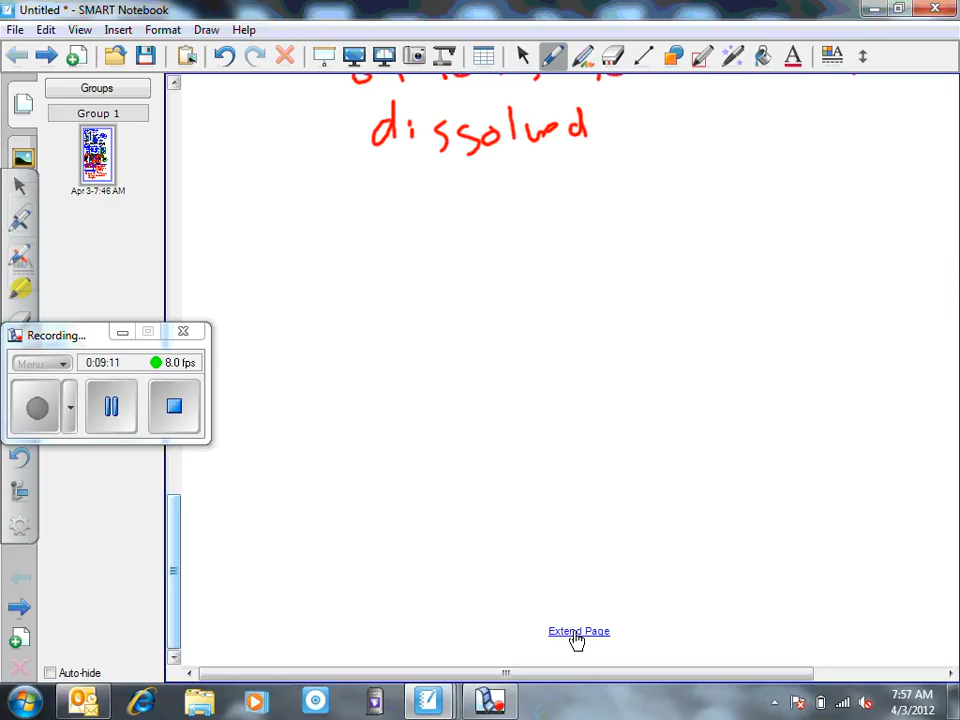 Untitled * - SMART Notebook
File Edit View Insert Format Draw Help
Groups
Group 1
Apr 3-7:46 AM
dissolved
Recording...
Menu 0:09:11 8.0 fps
Extend Page
Auto-hide
7:57 AM
4/3/2012